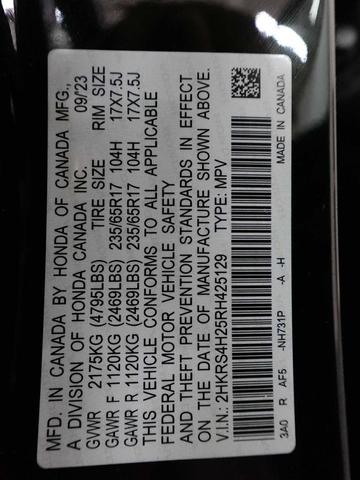 MFD. IN CANADA BY HONDA OF CANADA MFG.,
A DIVISION OF HONDA CANADA INC. 09/23
GVWR 2175KG (4795LBS) TIRE SIZE RIM SIZE
GAWR F 1120KG (2469LBS) 235/65R17 104H 17X7.5J
GAWR R 1120KG (2469LBS) 235/65R17 104H 17X7.5J
THIS VEHICLE CONFORMS TO ALL APPLICABLE
FEDERAL MOTOR VEHICLE SAFETY
AND THEFT PREVENTION STANDARDS IN EFFECT
ON THE DATE OF MANUFACTURE SHOWN ABOVE.
V.I.N.: 2HKRS4H25RH425129 TYPE: MPV
3A0 R AF5 -NH731P -A -H MADE IN CANADA